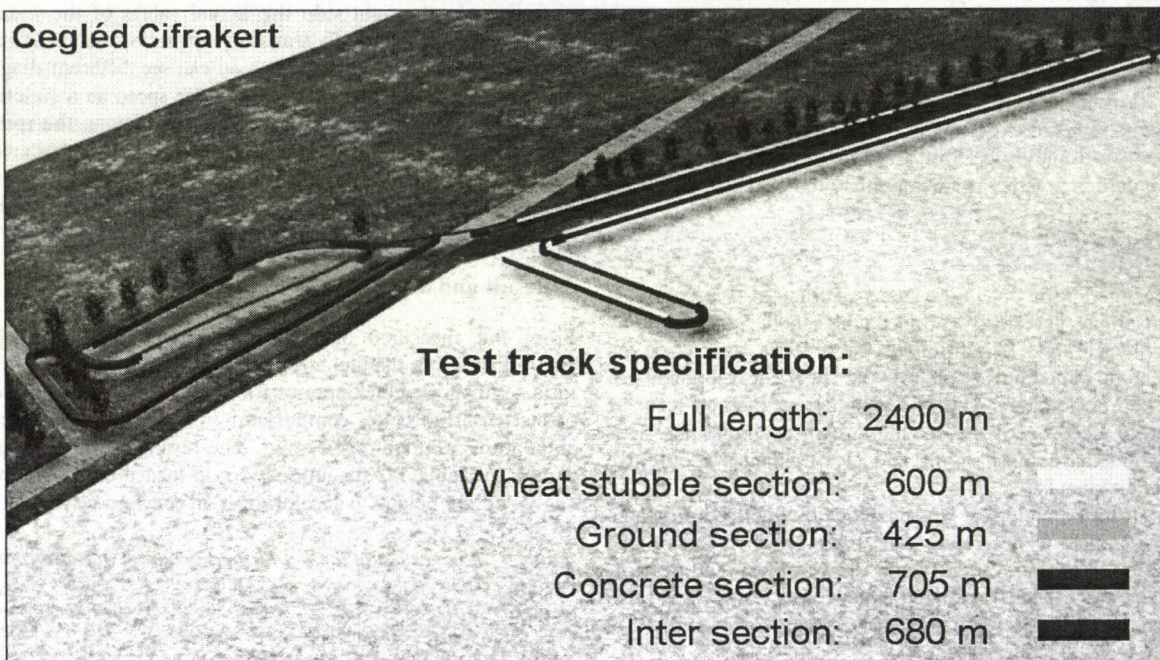 Cegléd Cifrakert
Test track specification:
Full length: 2400 m
Wheat stubble section: 600 m
Ground section: 425 m
Concrete section: 705 m
Inter section: 680 m